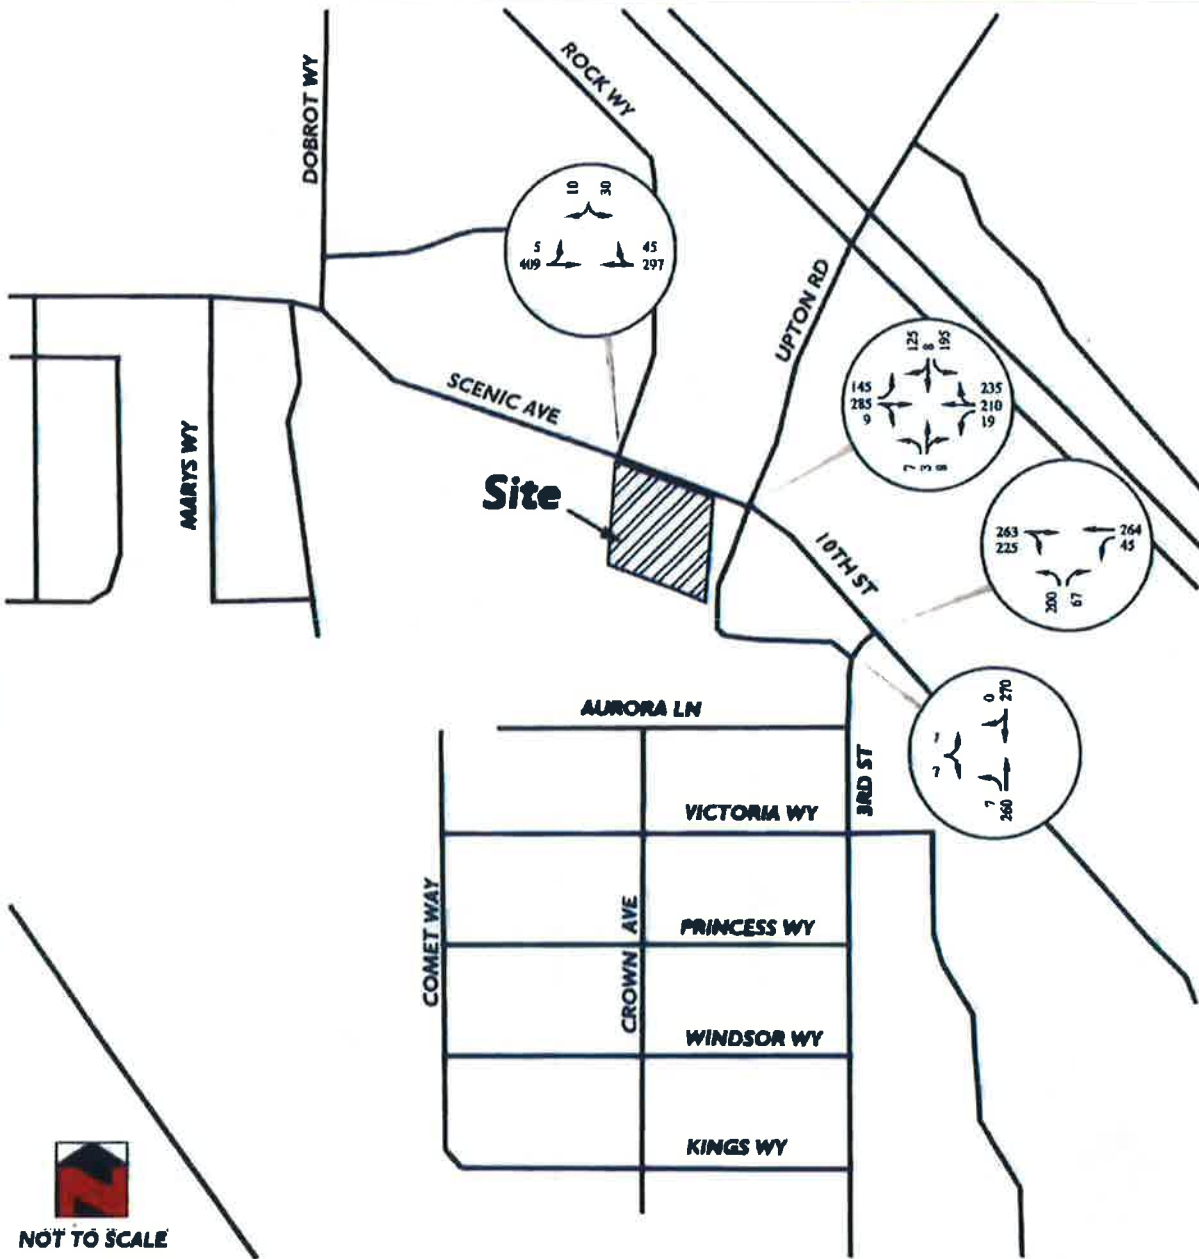 DOBROT WY
ROCK WY
10 30
5 45
409 297
UPTON RD
125 8 195
145 235
285 210
9 19
7 3 8
SCENIC AVE
MARYS WY
Site
10TH ST
263 264
225 45
200 67
AURORA LN
0 270
7
7 260
3RD ST
VICTORIA WY
COMET WAY
CROWN AVE
PRINCESS WY
WINDSOR WY
KINGS WY
NOT TO SCALE